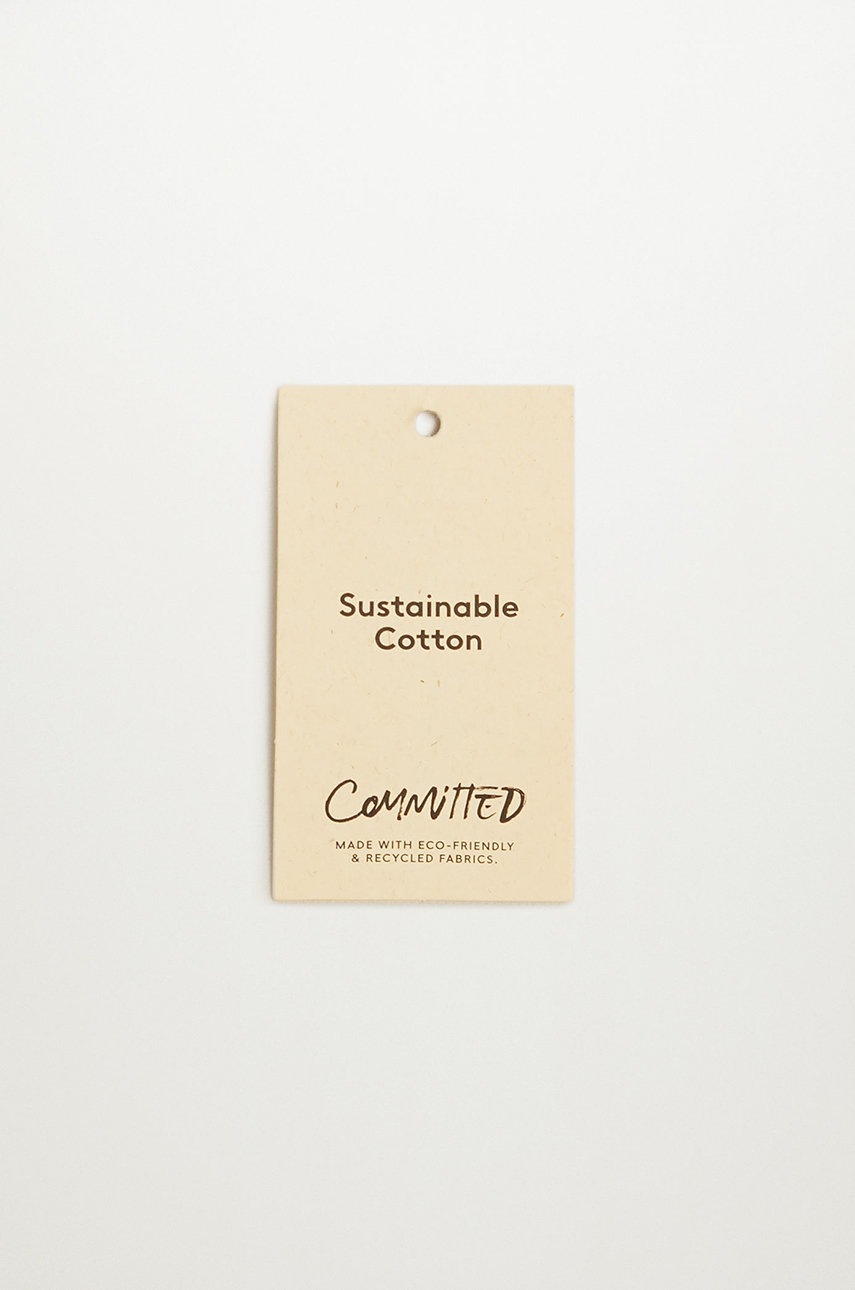 Sustainable
Cotton
COMMITTED
MADE WITH ECO-FRIENDLY
& RECYCLED FABRICS.